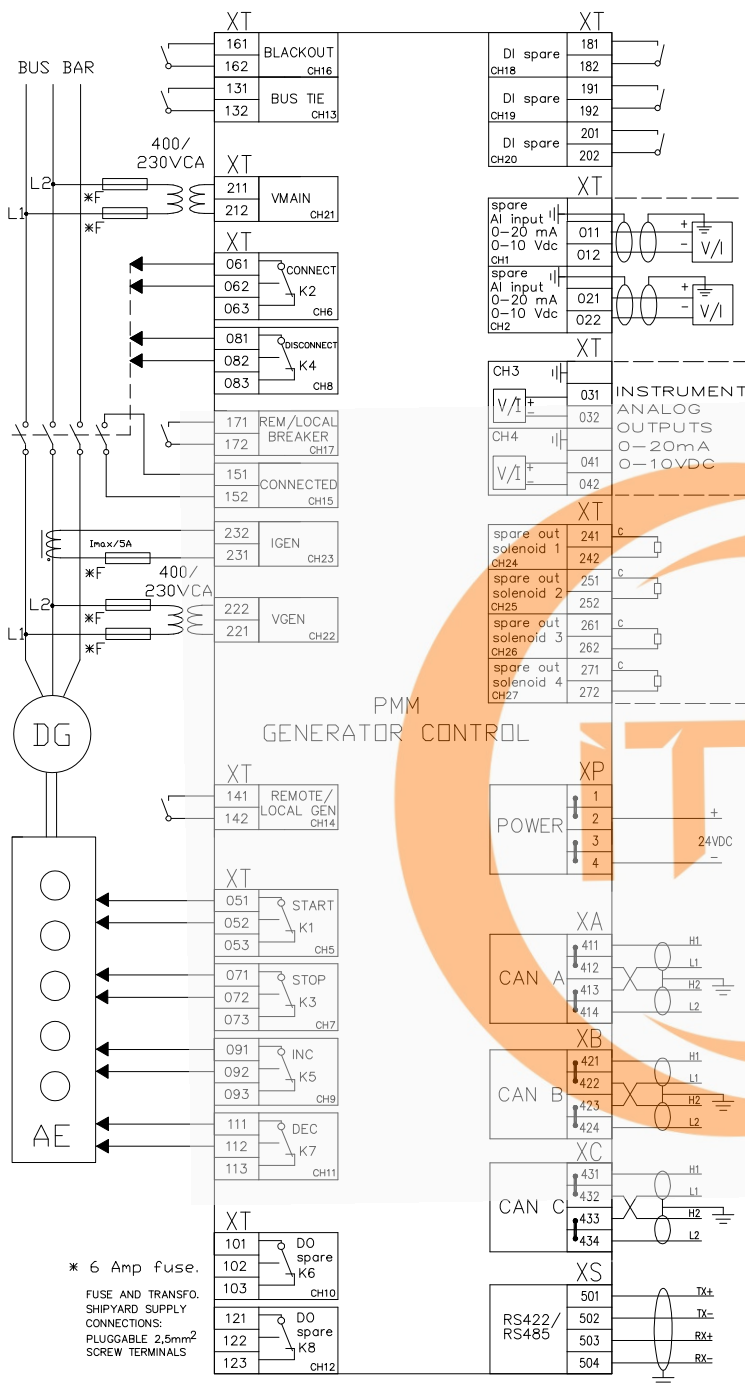 XT
161
162
BLACKOUT
CH16
131
132
BUS TIE
CH13
BUS BAR
400/
230VCA
L2
L1
*F
*F
XT
211
212
VMAIN
CH21
XT
061
062
063
CONNECT
K2
CH6
081
082
083
DISCONNECT
K4
CH8
171
172
REM/LOCAL
BREAKER
CH17
151
152
CONNECTED
CH15
232
231
IGEN
CH23
Imax/5A
*F
400/
230VCA
L2
L1
*F
*F
222
221
VGEN
CH22
DG
PMM
GENERATOR CONTROL
XT
141
142
REMOTE/
LOCAL GEN
CH14
XT
051
052
053
START
K1
CH5
071
072
073
STOP
K3
CH7
091
092
093
INC
K5
CH9
111
112
113
DEC
K7
CH11
AE
XT
101
102
103
DO
spare
K6
CH10
121
122
123
DO
spare
K8
CH12
* 6 Amp fuse.
FUSE AND TRANSFO.
SHIPYARD SUPPLY
CONNECTIONS:
PLUGGABLE 2,5mm²
SCREW TERMINALS
XT
DI spare
CH18
181
182
DI spare
CH19
191
192
DI spare
CH20
201
202
XT
spare
AI input
0-20 mA
0-10 Vdc
CH1
011
012
+
-
V/I
spare
AI input
0-20 mA
0-10 Vdc
CH2
021
022
+
-
V/I
XT
CH3
V/I
+
-
031
032
CH4
V/I
+
-
041
042
INSTRUMENT
ANALOG
OUTPUTS
0-20mA
0-10VDC
XT
spare out
solenoid 1
CH24
241
242
C
spare out
solenoid 2
CH25
251
252
C
spare out
solenoid 3
CH26
261
262
C
spare out
solenoid 4
CH27
271
272
C
iT
XP
POWER
1
2
3
4
+
24VDC
-
XA
CAN A
411
412
413
414
H1
L1
H2
L2
XB
CAN B
421
422
423
424
H1
L1
H2
L2
XC
CAN C
431
432
433
434
H1
L1
H2
L2
XS
RS422/
RS485
501
502
503
504
TX+
TX-
RX+
RX-